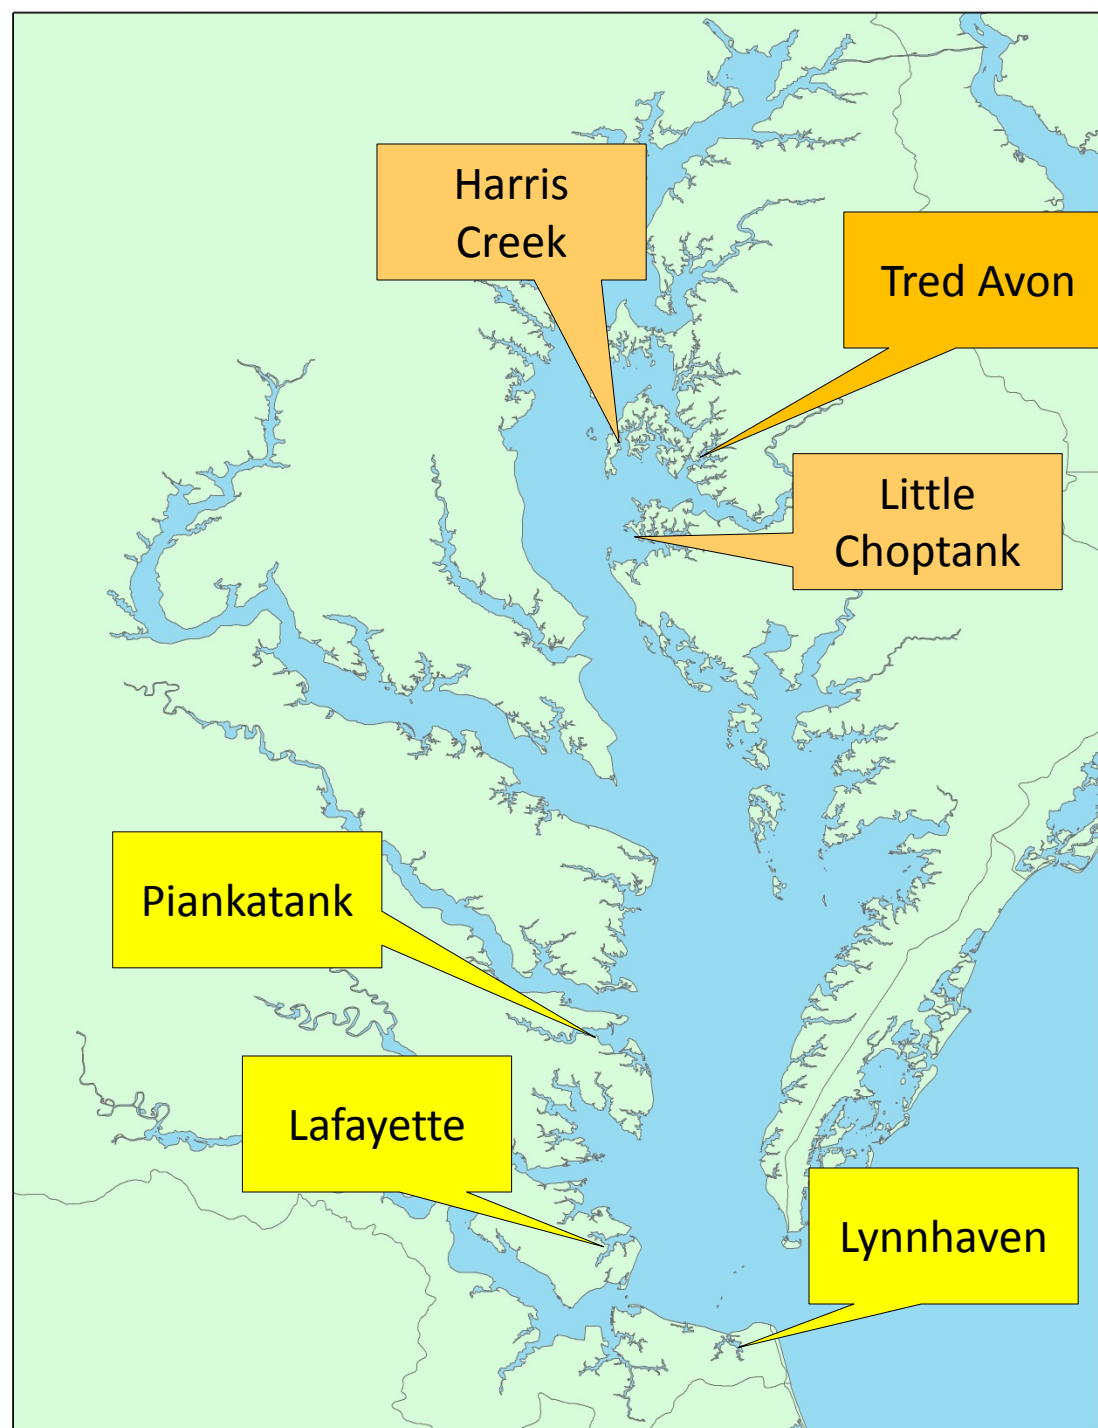 Harris
Creek
Tred Avon
Little
Choptank
Piankatank
Lafayette
Lynnhaven